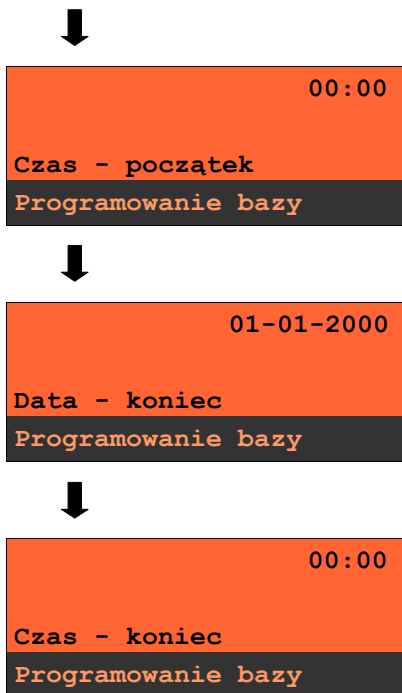 00:00
Czas - początek
Programowanie bazy
01-01-2000
Data - koniec
Programowanie bazy
00:00
Czas - koniec
Programowanie bazy